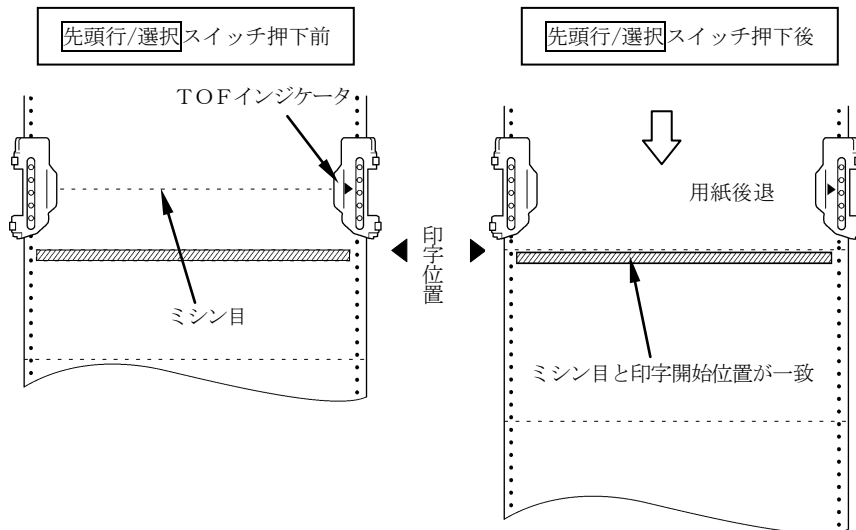 先頭行/選択スイッチ押下前
先頭行/選択スイッチ押下後
TOFインジケータ
用紙後退
印字位置
ミシン目
ミシン目と印字開始位置が一致